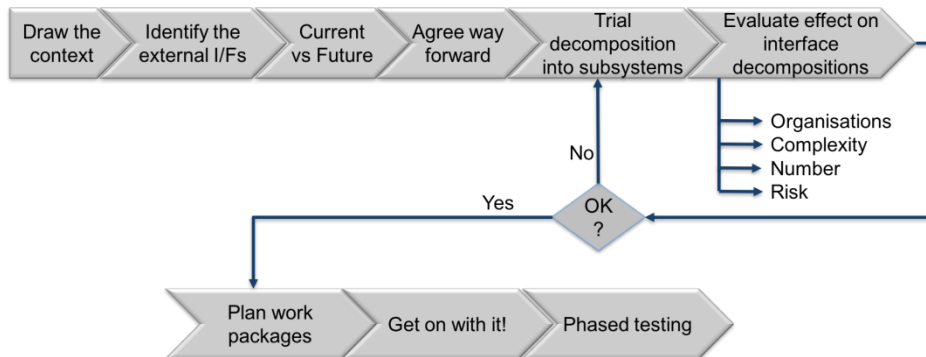 Draw the
context
Identify the
external I/Fs
Current
vs Future
Agree way
forward
Trial
decomposition
into subsystems
Evaluate effect on
interface
decompositions
Organisations
Complexity
Number
Risk
No
Yes
OK
?
Plan work
packages
Get on with it!
Phased testing